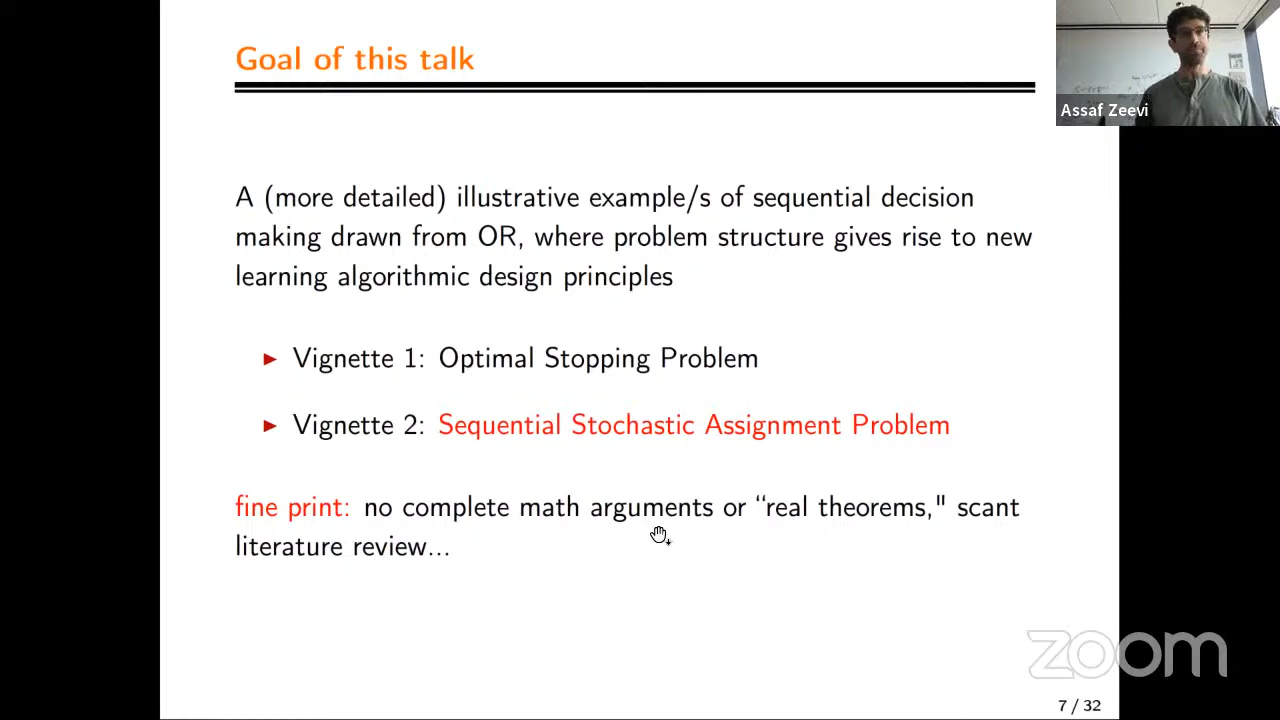 Goal of this talk
Assaf Zeevi
A (more detailed) illustrative example/s of sequential decision
making drawn from OR, where problem structure gives rise to new
learning algorithmic design principles
► Vignette 1: Optimal Stopping Problem
► Vignette 2: Sequential Stochastic Assignment Problem
fine print: no complete math arguments or “real theorems," scant
literature review...
zoom
7 / 32